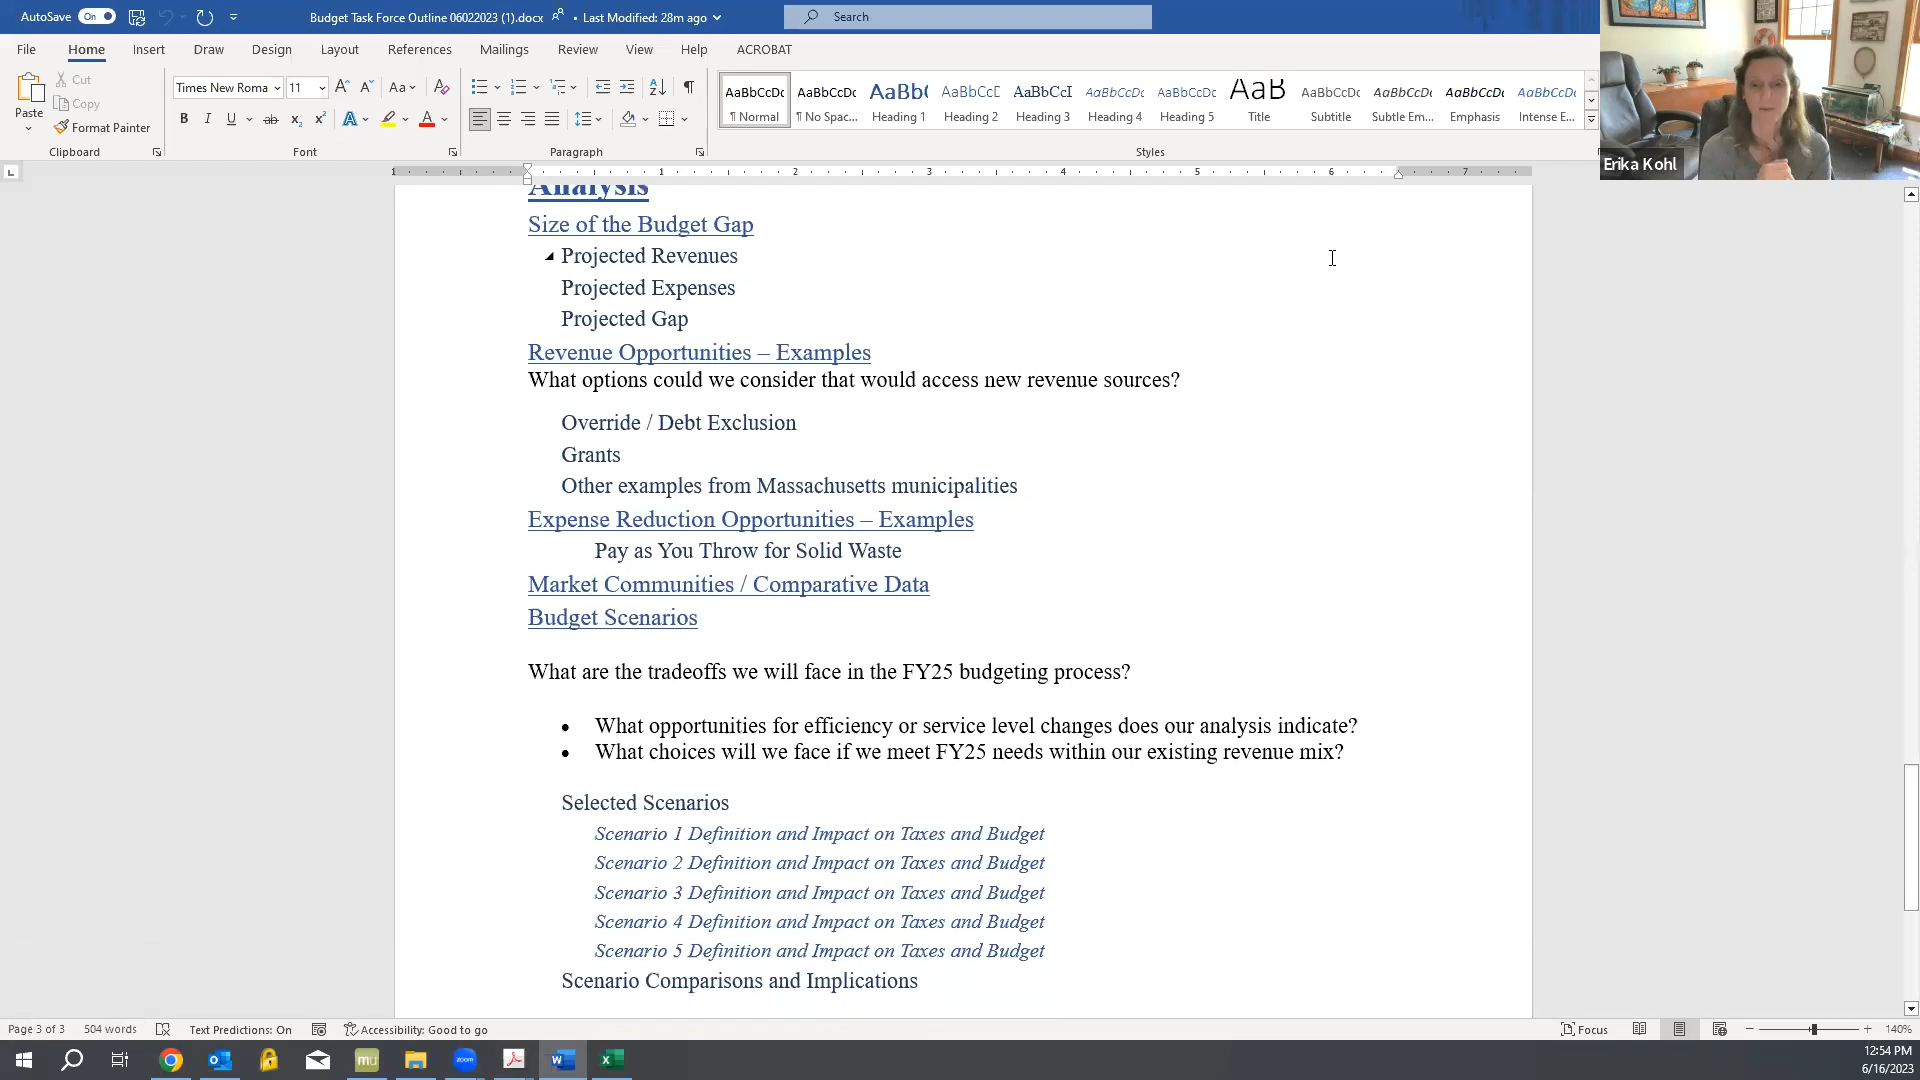 AutoSave On Budget Task Force Outline 06022023 (1).docx • Last Modified: 28m ago Search
File Home Insert Draw Design Layout References Mailings Review View Help ACROBAT
Paste Cut Copy Format Painter
Times New Roma 11
AaBbCcDc AaBbCcDc AaBbC AaBbCcD AaBbCcI AaBbCcDc AaBbCcDc AaB AaBbCcDc AaBbCcDc AaBbCcDc AaBbCcDc
¶ Normal ¶ No Spac... Heading 1 Heading 2 Heading 3 Heading 4 Heading 5 Title Subtitle Subtle Em... Emphasis Intense E...
Clipboard Font Paragraph Styles
Erika Kohl
1 1 2 3 4 5 6 7
Analysis
Size of the Budget Gap
Projected Revenues
Projected Expenses
Projected Gap
Revenue Opportunities – Examples
What options could we consider that would access new revenue sources?
Override / Debt Exclusion
Grants
Other examples from Massachusetts municipalities
Expense Reduction Opportunities – Examples
Pay as You Throw for Solid Waste
Market Communities / Comparative Data
Budget Scenarios
What are the tradeoffs we will face in the FY25 budgeting process?
• What opportunities for efficiency or service level changes does our analysis indicate?
• What choices will we face if we meet FY25 needs within our existing revenue mix?
Selected Scenarios
Scenario 1 Definition and Impact on Taxes and Budget
Scenario 2 Definition and Impact on Taxes and Budget
Scenario 3 Definition and Impact on Taxes and Budget
Scenario 4 Definition and Impact on Taxes and Budget
Scenario 5 Definition and Impact on Taxes and Budget
Scenario Comparisons and Implications
Page 3 of 3 504 words Text Predictions: On Accessibility: Good to go Focus 140%
mu zoom
12:54 PM
6/16/2023